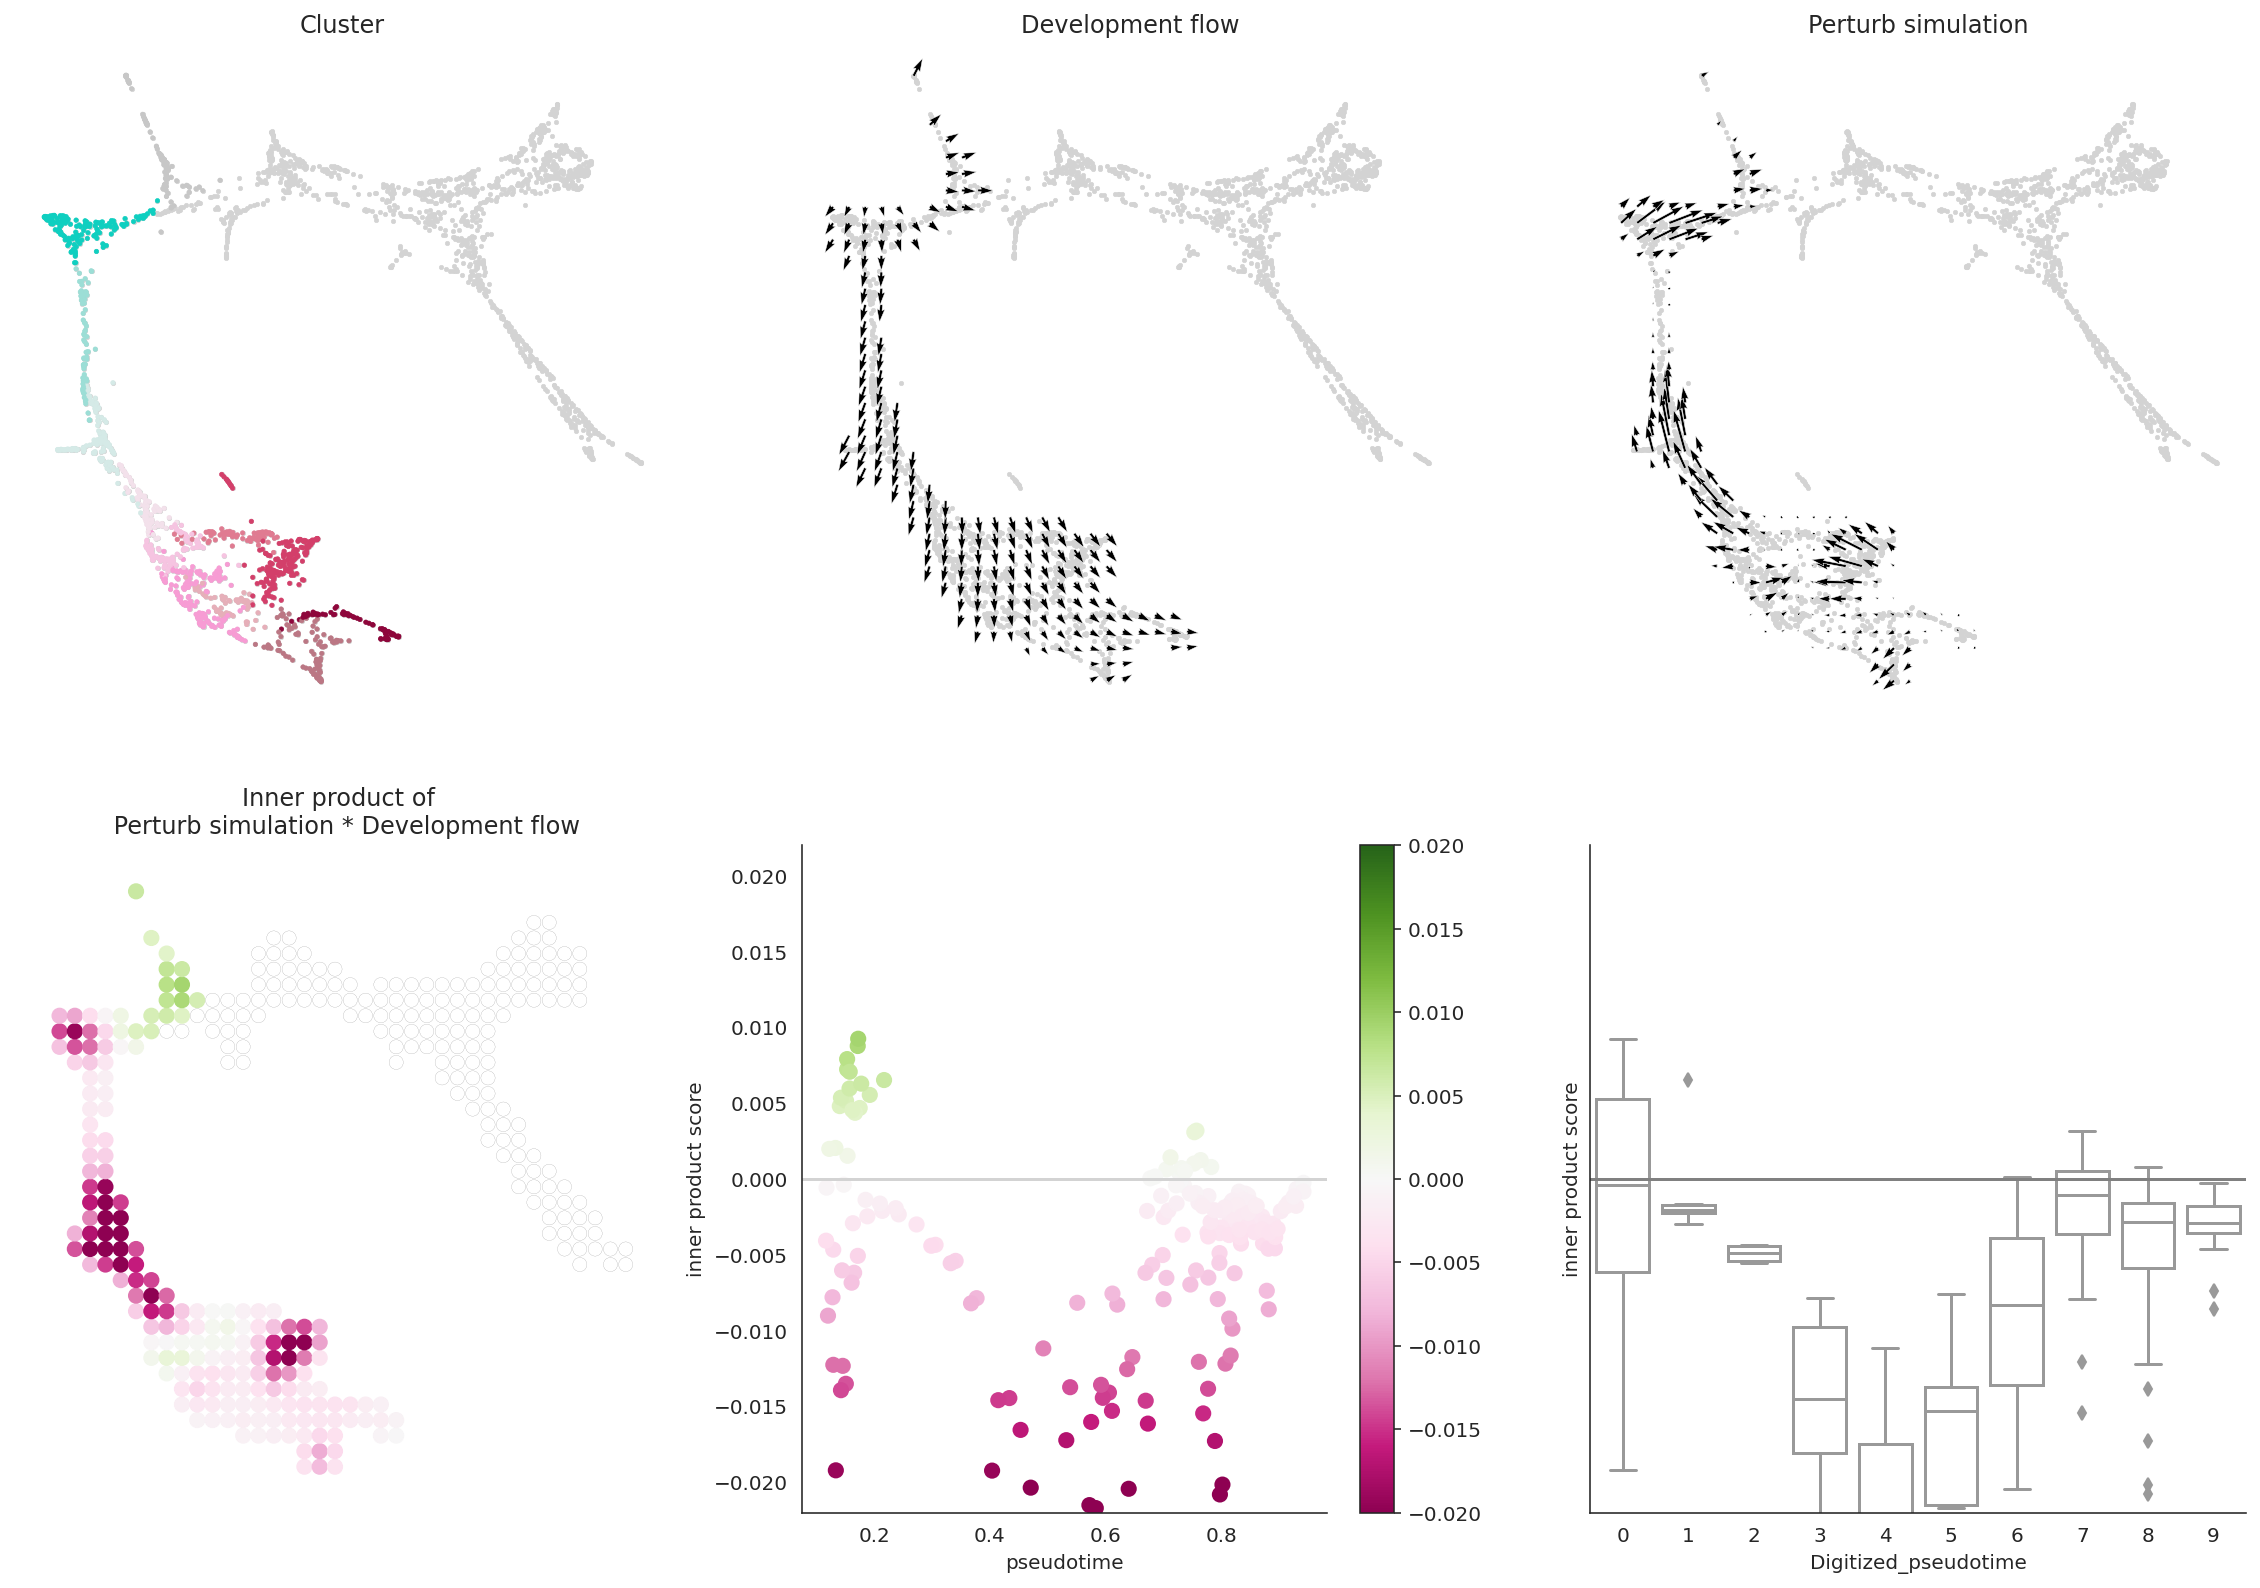 Cluster
Development flow
Perturb simulation
Inner product of
Perturb simulation * Development flow
inner product score
0.020
0.015
0.010
0.005
0.000
−0.005
−0.010
−0.015
−0.020
0.2 0.4 0.6 0.8
pseudotime
0.020
0.015
0.010
0.005
0.000
−0.005
−0.010
−0.015
−0.020
inner product score
0 1 2 3 4 5 6 7 8 9
Digitized_pseudotime